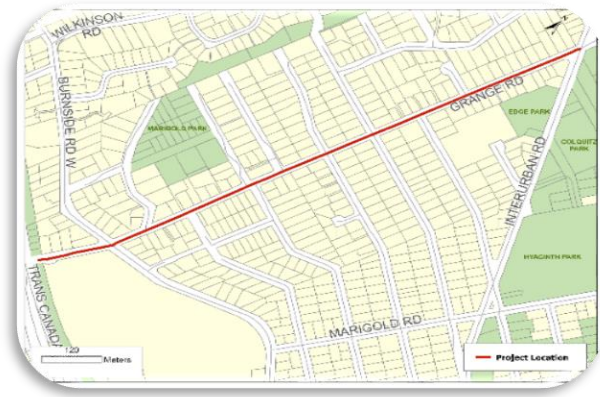 WILKINSON
RD
BURNSIDE RD W
MARIGOLD PARK
GRANGE RD
EDGE PARK
COLQUITZ
PARK
INTERURBAN RD
HYACINTH PARK
TRANS CANADA
MARIGOLD RD
Meters
Project Location